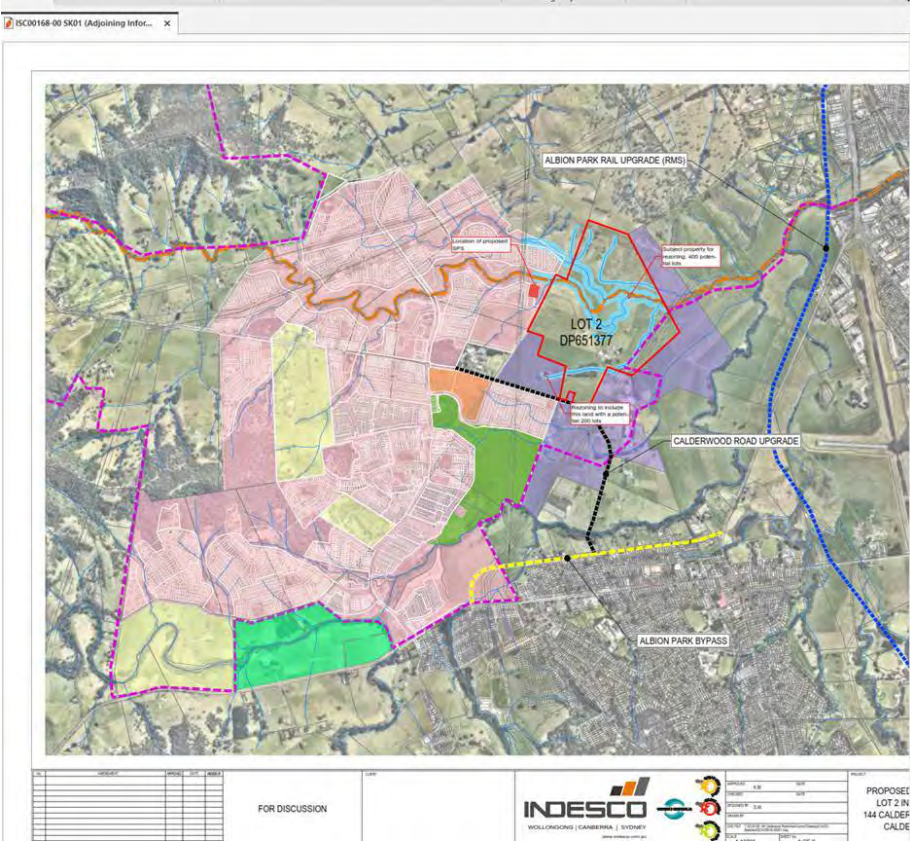 ISC00168-00 SK01 (Adjoining Infor...
ALBION PARK RAIL UPGRADE (RMS)
Location of proposed
SPS
Subject property for
rezoning. 400 poten-
tial lots
LOT 2
DP651377
Rezoning to include
this land with a poten-
tial 200 lots
CALDERWOOD ROAD UPGRADE
ALBION PARK BYPASS
FOR DISCUSSION
CLIENT
INDESCO
WOLLONGONG | CANBERRA | SYDNEY
PROJECT
PROPOSED
LOT 2 IN
144 CALDER
CALDE